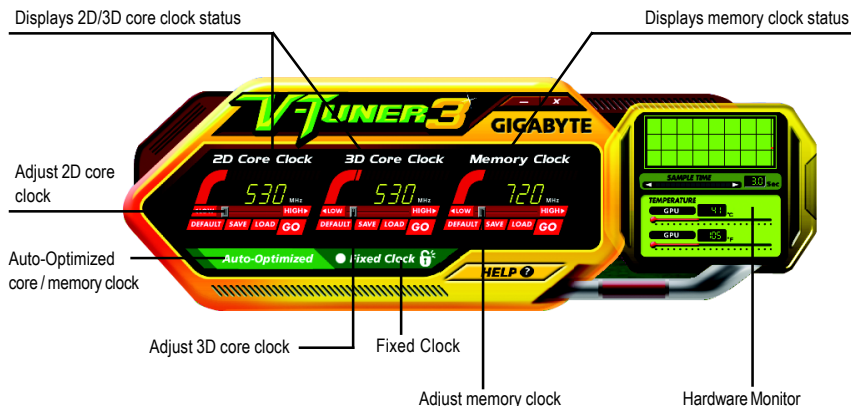 Displays 2D/3D core clock status
Displays memory clock status
V-TUNER3
GIGABYTE
2D Core Clock 3D Core Clock Memory Clock
530 MHz 530 MHz 720 MHz
◄LOW HIGH► ◄LOW HIGH► ◄LOW HIGH►
DEFAULT SAVE LOAD GO DEFAULT SAVE LOAD GO DEFAULT SAVE LOAD GO
Auto-Optimized Fixed Clock
HELP ?
SAMPLE TIME
3.0 Sec
TEMPERATURE
GPU 41 °C
GPU 105 °F
Adjust 2D core
clock
Auto-Optimized
core / memory clock
Adjust 3D core clock
Fixed Clock
Adjust memory clock
Hardware Monitor